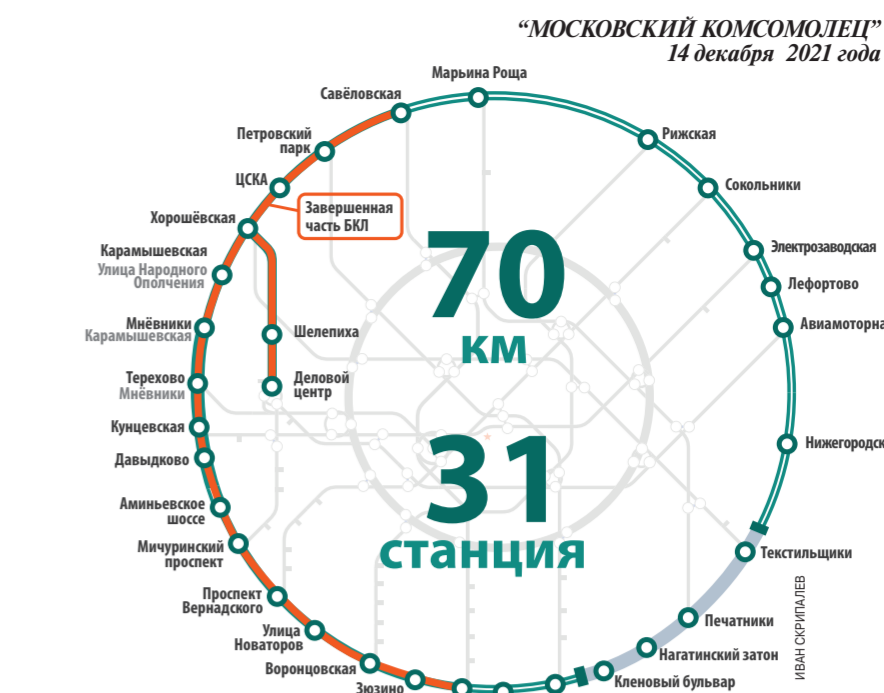 “МОСКОВСКИЙ КОМСОМОЛЕЦ”
14 декабря 2021 года
Марьина Роща
Савёловская
Петровский
парк
ЦСКА
Хорошёвская
Завершенная
часть БКЛ
Карамышевская
Улица Народного
Ополчения
Мнёвники
Карамышевская
Терехово
Мнёвники
Кунцевская
Давыдково
Аминьевское
шоссе
Мичуринский
проспект
Проспект
Вернадского
Улица
Новаторов
Воронцовская
Зюзино
Шелепиха
Деловой
центр
70
км
31
станция
Рижская
Сокольники
Электрозаводская
Лефортово
Авиамоторна
Нижегородск
Текстильщики
Печатники
Нагатинский затон
Кленовый бульвар
ИВАН СКРИПАЛЕВ